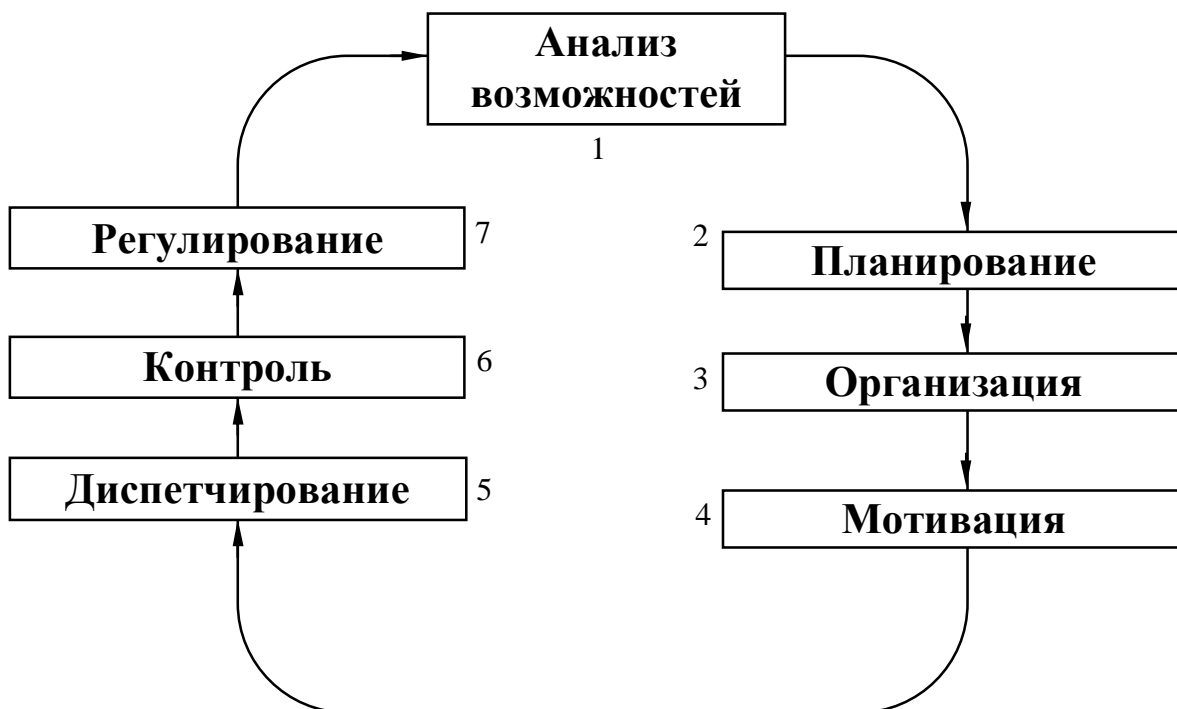 Анализ
возможностей
1
2
Планирование
3
Организация
4
Мотивация
Диспетчирование
5
Контроль
6
Регулирование
7